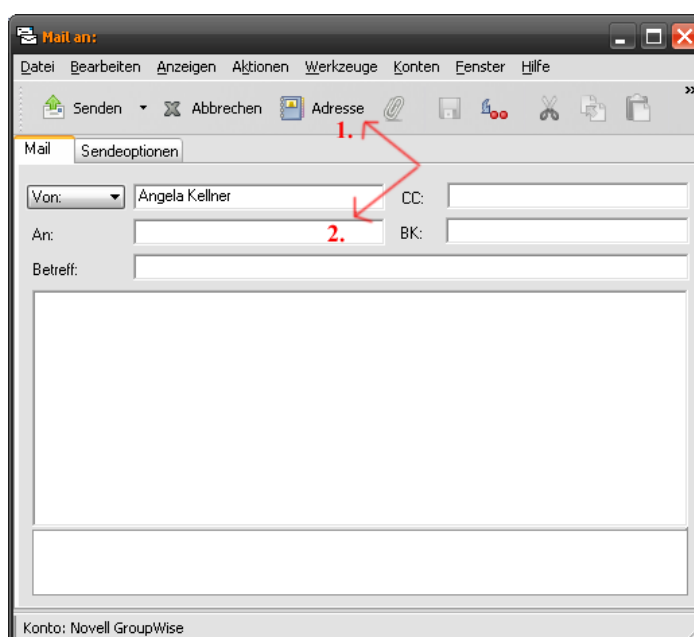 Mail an:
Datei Bearbeiten Anzeigen Aktionen Werkzeuge Konten Fenster Hilfe
Senden Abbrechen Adresse
1.
Mail Sendeoptionen
Von: Angela Kellner CC:
An: 2. BK:
Betreff:
Konto: Novell GroupWise